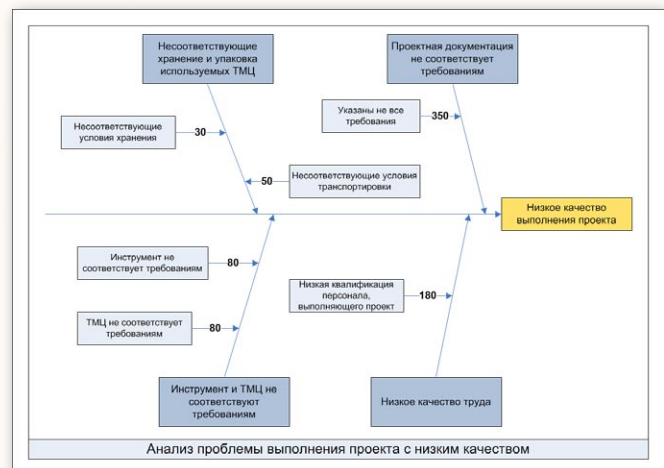 Несоответствующие
хранение и упаковка
используемых ТМЦ
Проектная документация
не соответствует
требованиям
Несоответствующие
условия хранения
30
Указаны не все
требования
350
50
Несоответствующие условия
транспортировки
Низкое качество
выполнения проекта
Инструмент не
соответствует требованиям
80
Низкая квалификация
персонала,
выполняющего проект
180
ТМЦ не соответствует
требованиям
80
Инструмент и ТМЦ не
соответствуют
требованиям
Низкое качество труда
Анализ проблемы выполнения проекта с низким качеством